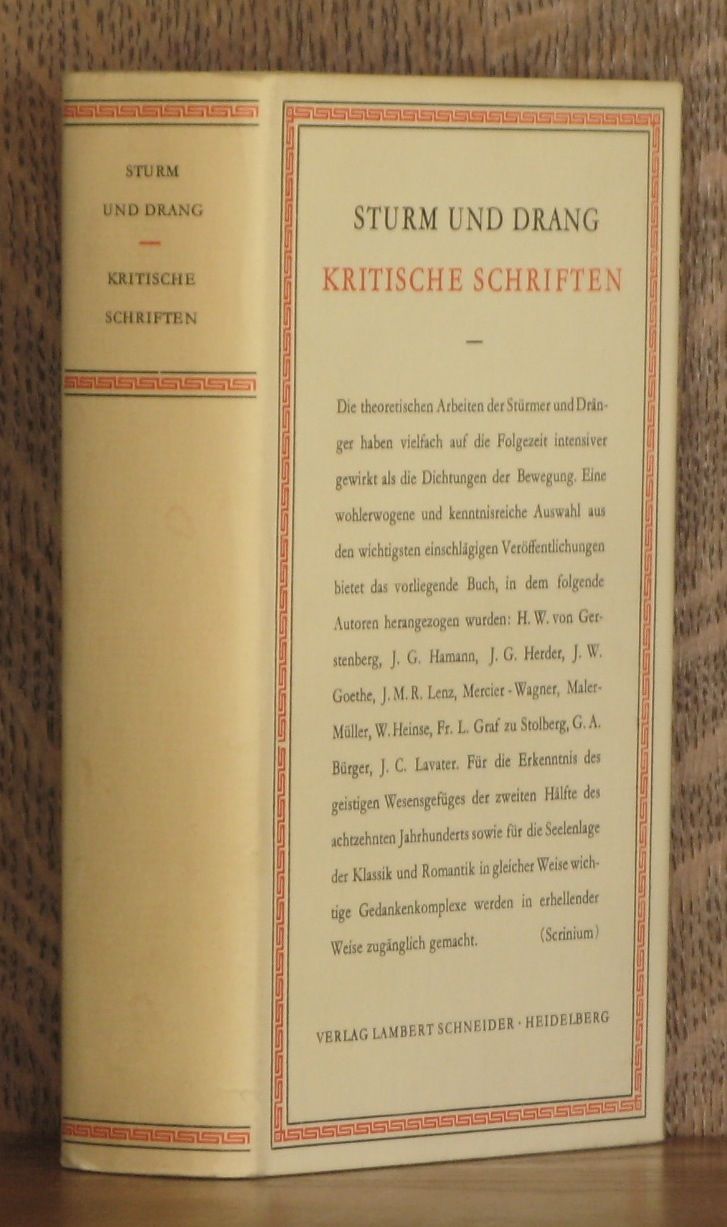 STURM
UND DRANG
KRITISCHE
SCHRIFTEN
STURM UND DRANG
KRITISCHE SCHRIFTEN
Die theoretischen Arbeiten der Stürmer und Drän-
ger haben vielfach auf die Folgezeit intensiver
gewirkt als die Dichtungen der Bewegung. Eine
wohlerwogene und kenntnisreiche Auswahl aus
den wichtigsten einschlägigen Veröffentlichungen
bietet das vorliegende Buch, in dem folgende
Autoren herangezogen wurden: H. W. von Ger-
stenberg, J. G. Hamann, J. G. Herder, J. W.
Goethe, J. M. R. Lenz, Mercier-Wagner, Maler-
Müller, W. Heinse, Fr. L. Graf zu Stolberg, G. A.
Bürger, J. C. Lavater. Für die Erkenntnis des
geistigen Wesensgefüges der zweiten Hälfte des
achtzehnten Jahrhunderts sowie für die Seelenlage
der Klassik und Romantik in gleicher Weise wich-
tige Gedankenkomplexe werden in erhellender
Weise zugänglich gemacht. (Scrinium)
VERLAG LAMBERT SCHNEIDER · HEIDELBERG